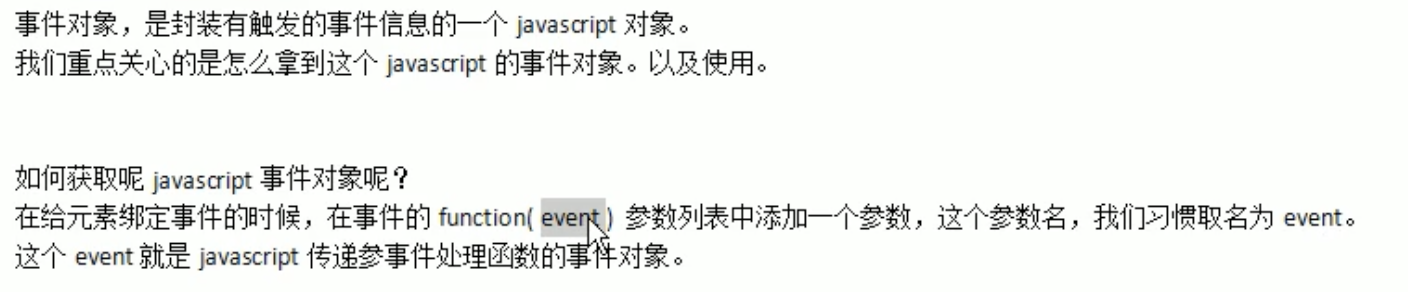 事件对象，是封装有触发的事件信息的一个 javascript 对象。
我们重点关心的是怎么拿到这个 javascript 的事件对象。以及使用。
如何获取呢 javascript 事件对象呢？
在给元素绑定事件的时候，在事件的 function( event ) 参数列表中添加一个参数，这个参数名，我们习惯取名为 event。
这个 event 就是 javascript 传递参事件处理函数的事件对象。